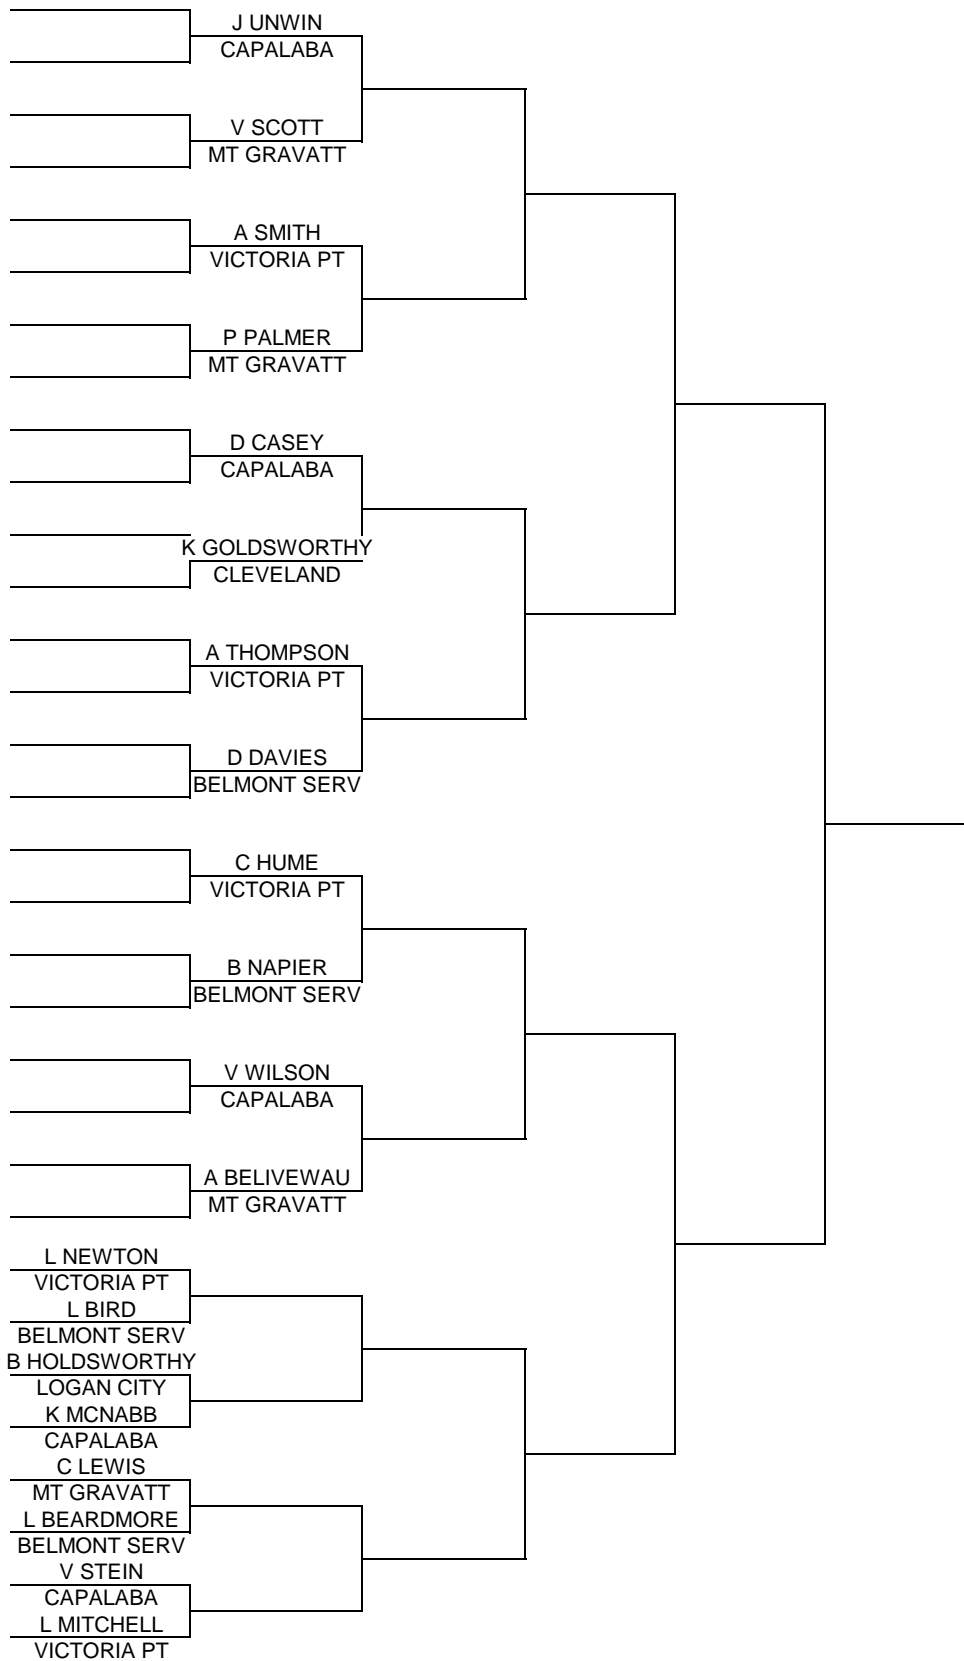 J UNWIN
CAPALABA
V SCOTT
MT GRAVATT
A SMITH
VICTORIA PT
P PALMER
MT GRAVATT
D CASEY
CAPALABA
K GOLDSWORTHY
CLEVELAND
A THOMPSON
VICTORIA PT
D DAVIES
BELMONT SERV
C HUME
VICTORIA PT
B NAPIER
BELMONT SERV
V WILSON
CAPALABA
A BELIVEWAU
MT GRAVATT
L NEWTON
VICTORIA PT
L BIRD
BELMONT SERV
B HOLDSWORTHY
LOGAN CITY
K MCNABB
CAPALABA
C LEWIS
MT GRAVATT
L BEARDMORE
BELMONT SERV
V STEIN
CAPALABA
L MITCHELL
VICTORIA PT